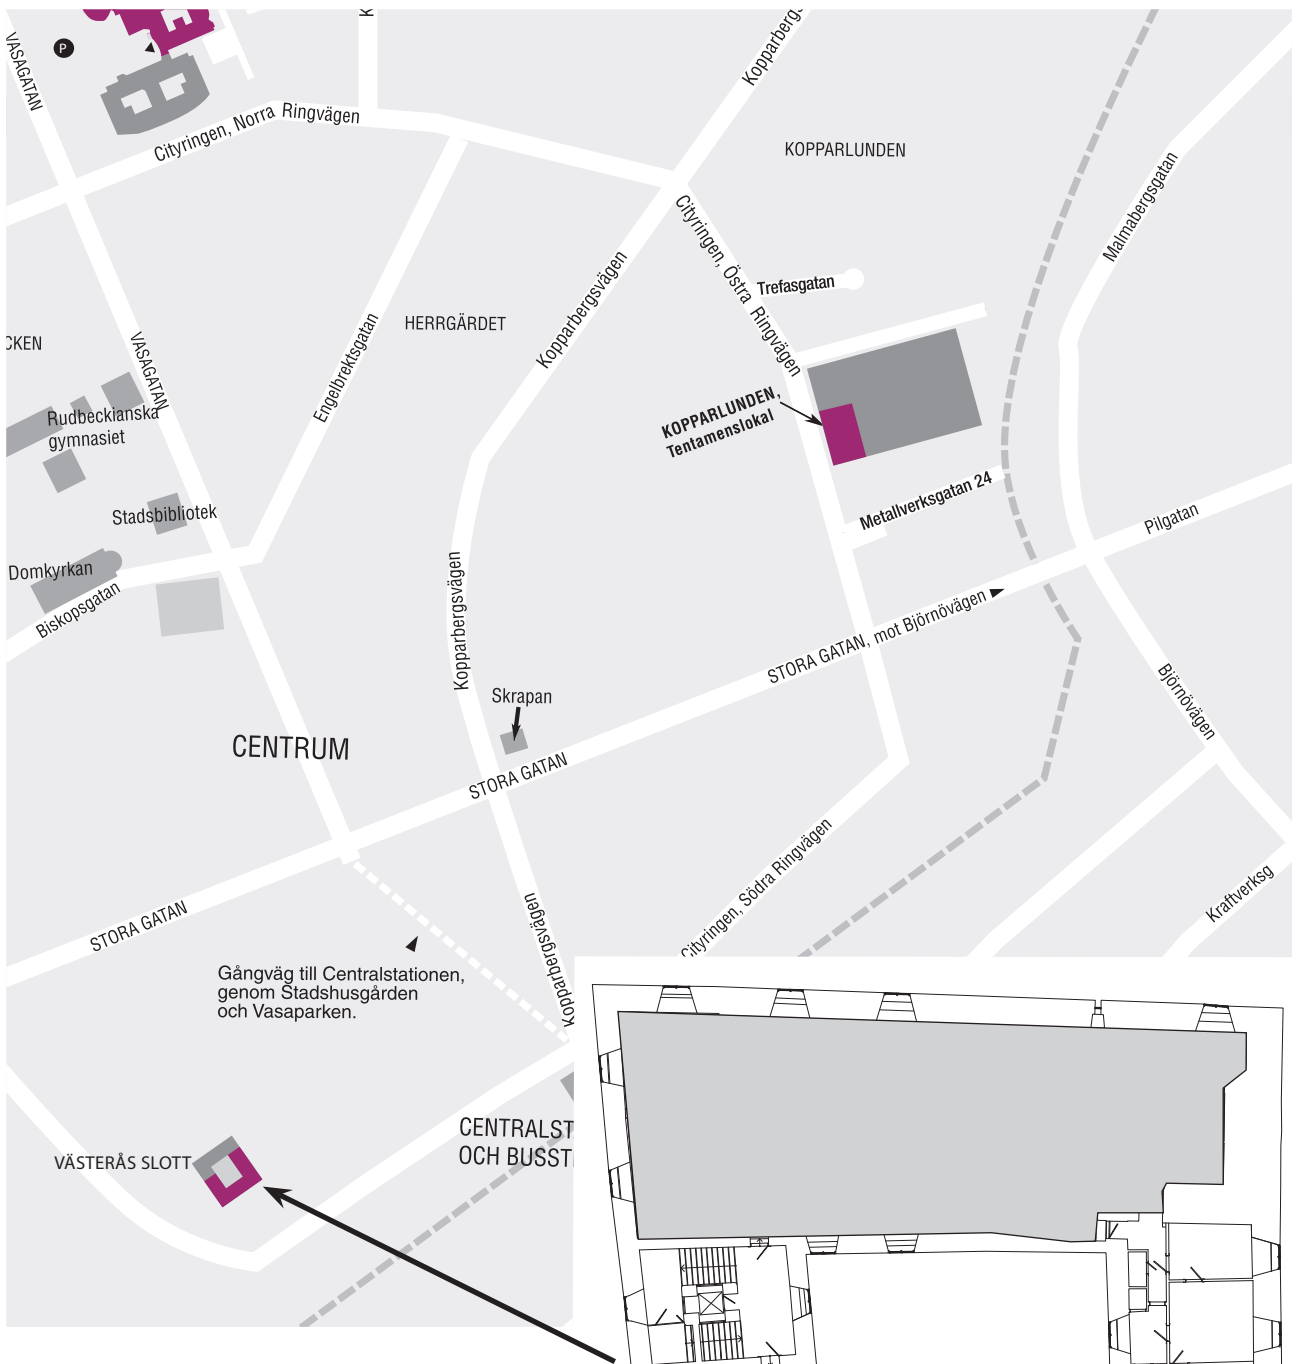 VASAGATAN
P
K
Kopparbergs
Cityringen, Norra Ringvägen
KOPPARLUNDEN
Malmabergsgatan
Cityringen, Östra Ringvägen
Trefasgatan
Kopparbergsvägen
HERRGÄRDET
Engelbrektsgatan
VASAGATAN
CKEN
KOPPARLUNDEN,
Tentamenslokal
Rudbeckianska
gymnasiet
Metallverksgatan 24
Stadsbibliotek
Pilgatan
Domkyrkan
Biskopsgatan
Kopparbergsvägen
STORA GATAN, mot Björnövägen
Björnövägen
Skrapan
CENTRUM
STORA GATAN
Cityringen, Södra Ringvägen
Kraftverksg
STORA GATAN
Kopparbergsvägen
Gångväg till Centralstationen,
genom Stadshusgården
och Vasaparken.
CENTRALST
OCH BUSST
VÄSTERÅS SLOTT